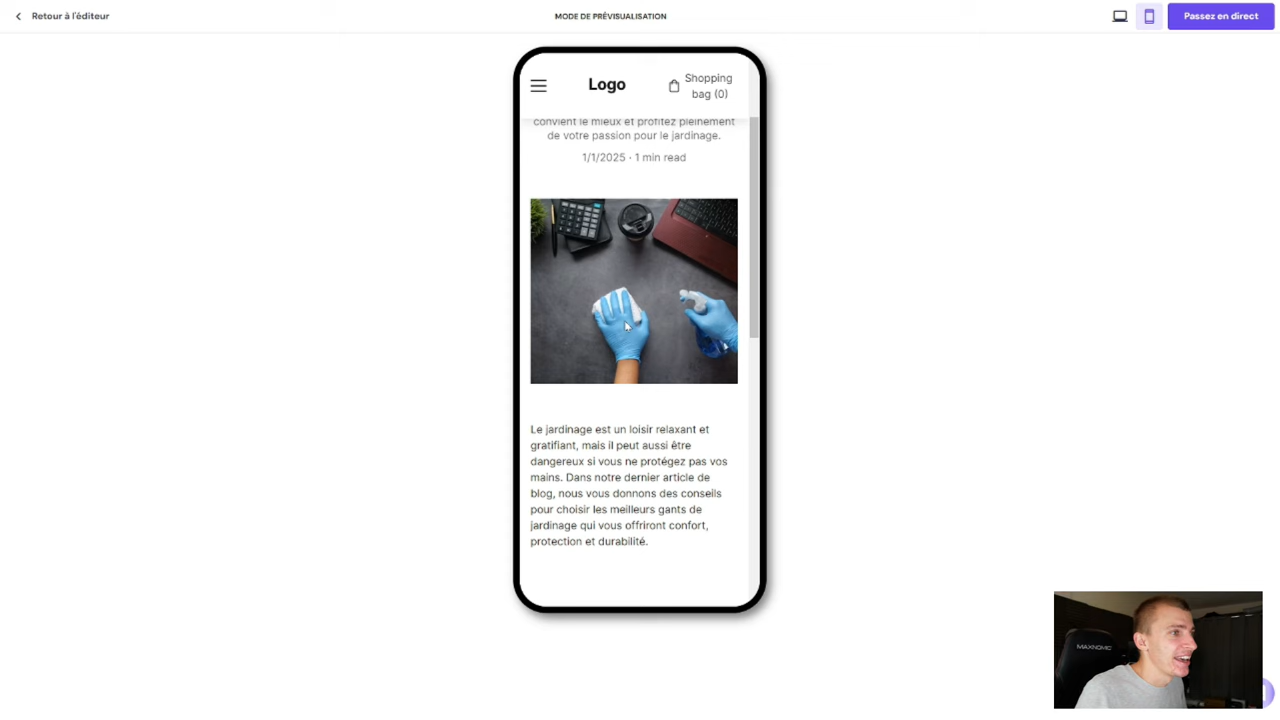 Retour à l'éditeur
MODE DE PRÉVISUALISATION
Passez en direct
Logo
Shopping
bag (0)
convient le mieux et profitez pleinement
de votre passion pour le jardinage.
1/1/2025 · 1 min read
Le jardinage est un loisir relaxant et
gratifiant, mais il peut aussi être
dangereux si vous ne protégez pas vos
mains. Dans notre dernier article de
blog, nous vous donnons des conseils
pour choisir les meilleurs gants de
jardinage qui vous offriront confort,
protection et durabilité.
MAXNOMIC